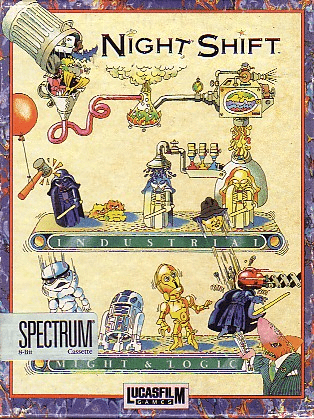 NIGHT SHIFT
INDUSTRIAL
MIGHT & LOGIC
SPECTRUM
8-Bit Cassette
LUCASFILM
GAMES